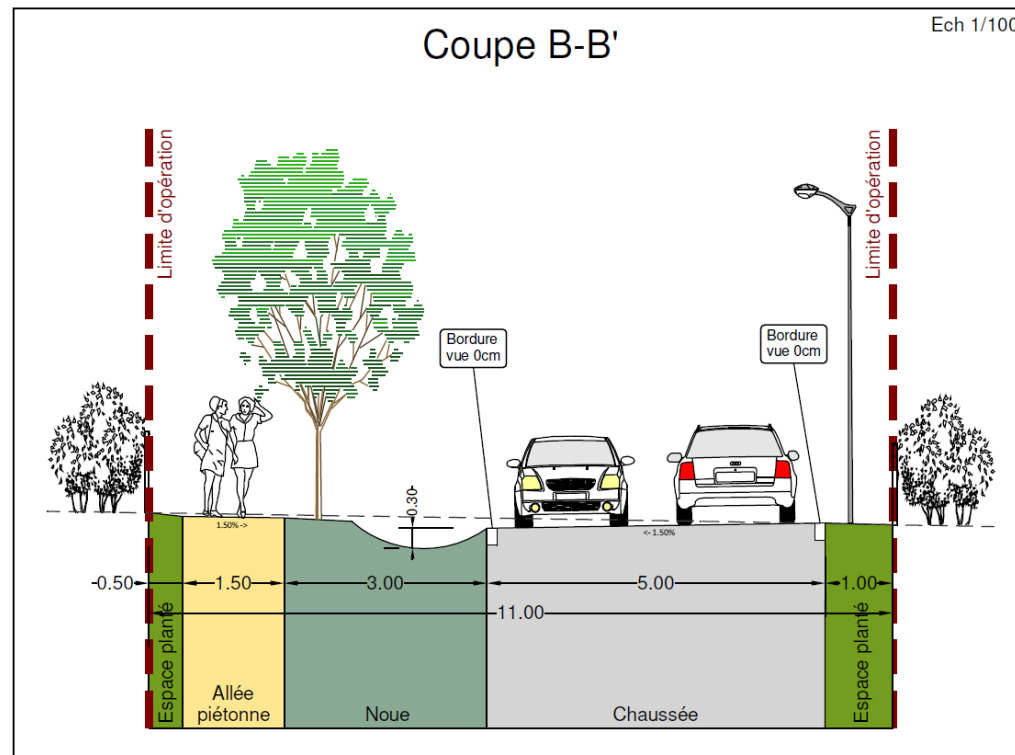 Ech 1/100
Coupe B-B'
Limite d'opération
Limite d'opération
Bordure
vue 0cm
Bordure
vue 0cm
0.30
1.50% ->
<- 1.50%
0.50
1.50
3.00
5.00
1.00
11.00
Espace planté
Allée
piétonne
Noue
Chaussée
Espace planté